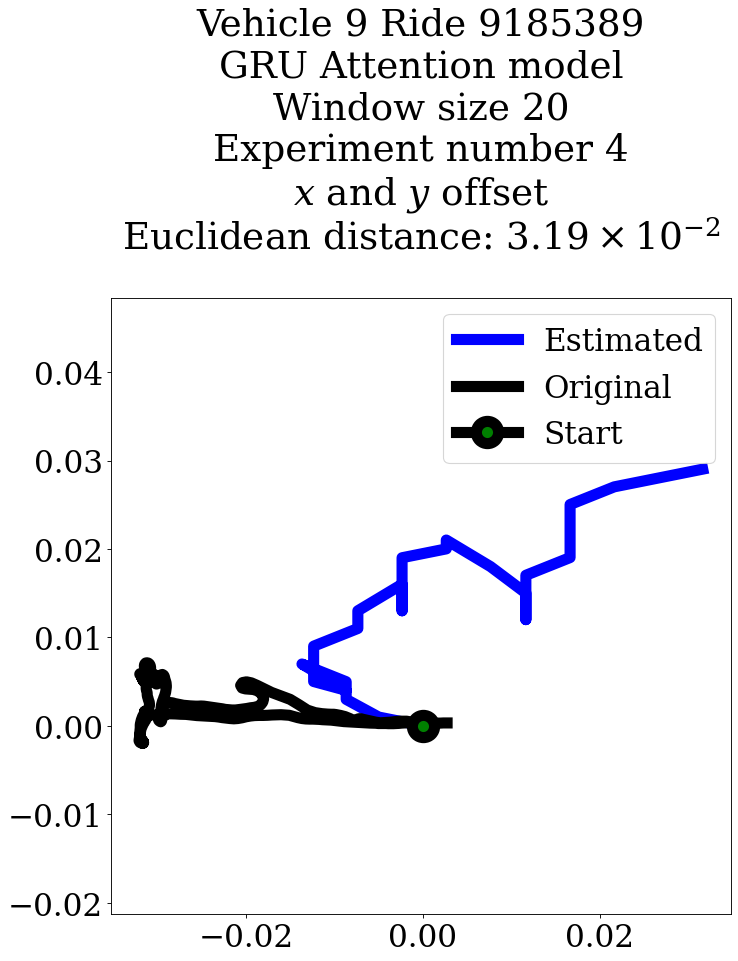 Vehicle 9 Ride 9185389
GRU Attention model
Window size 20
Experiment number 4
x and y offset
Euclidean distance: 3.19 × 10⁻²
Estimated
Original
Start
0.04
0.03
0.02
0.01
0.00
−0.01
−0.02
−0.02 0.00 0.02